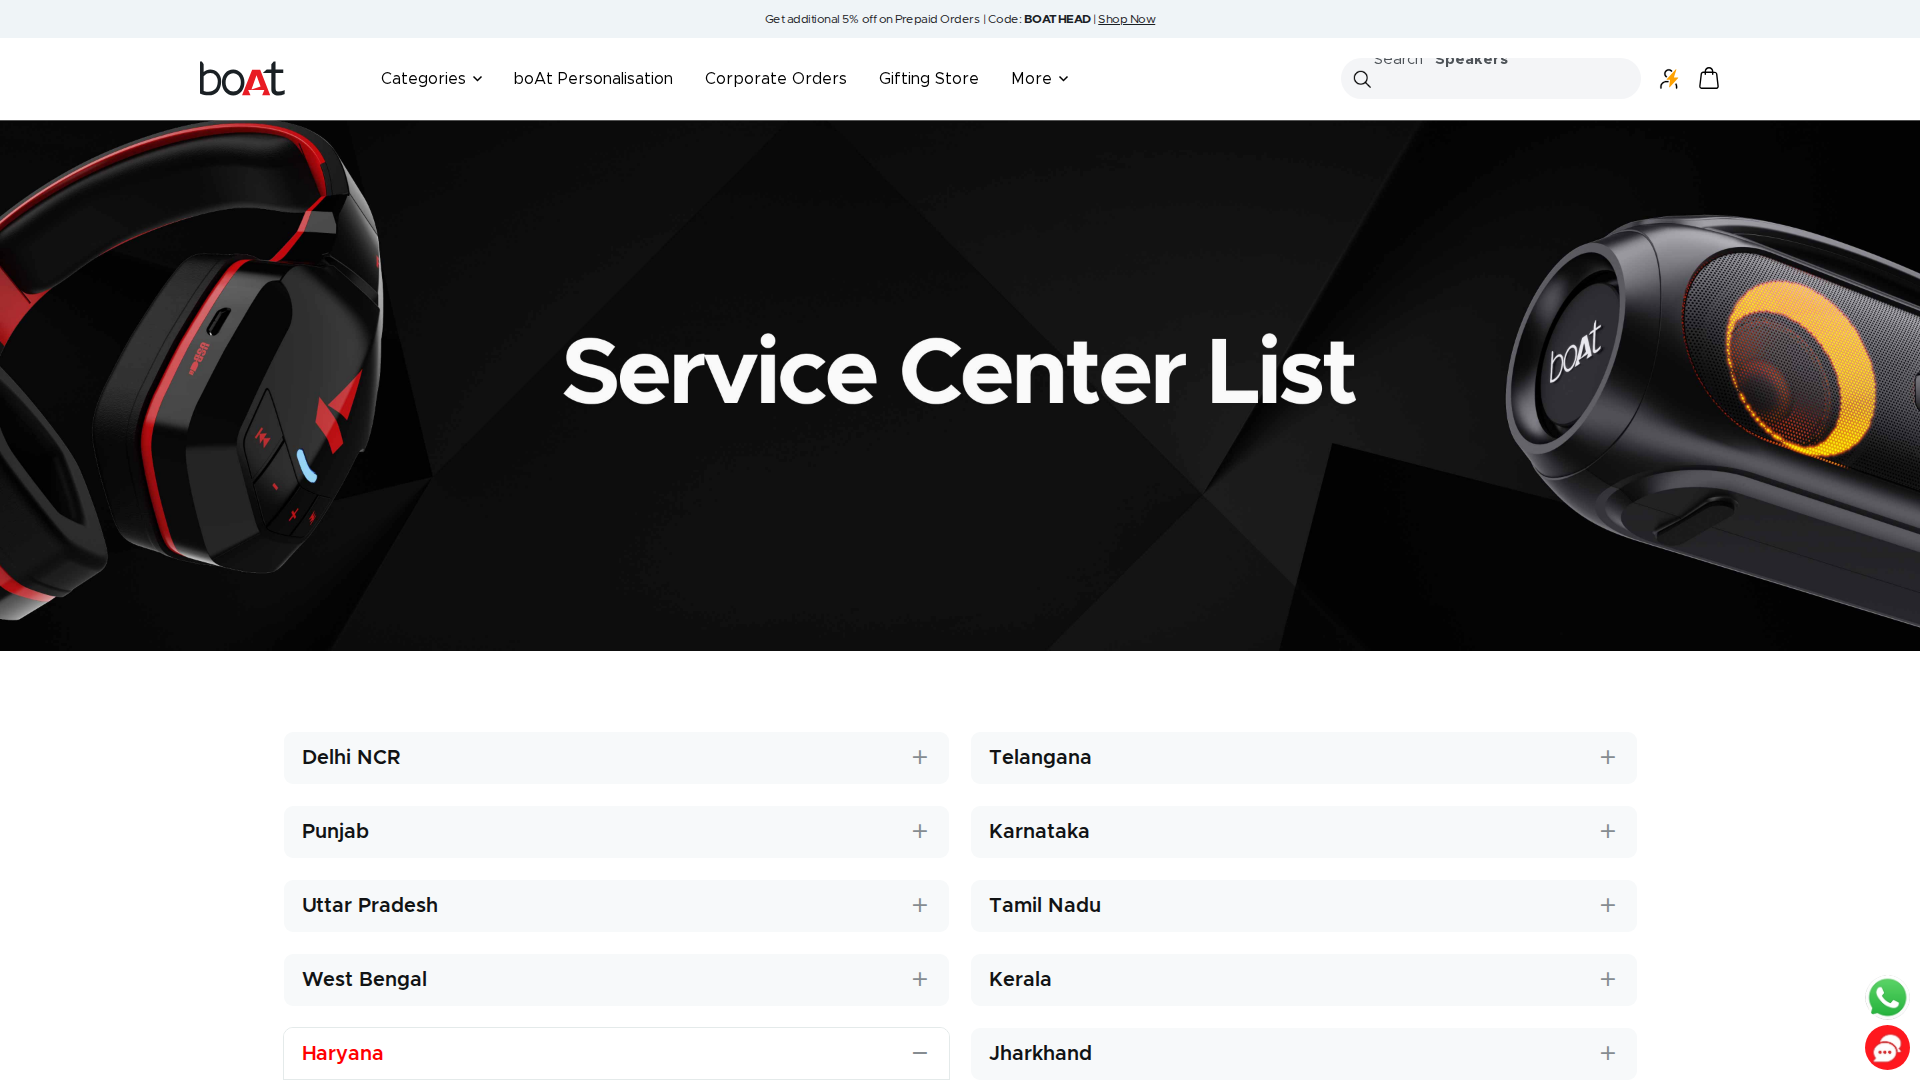 Get additional 5% off on Prepaid Orders | Code: BOATHEAD | Shop Now
boAt
Categories
boAt Personalisation
Corporate Orders
Gifting Store
More
Search Speakers
Service Center List
boAt
Delhi NCR
Telangana
Punjab
Karnataka
Uttar Pradesh
Tamil Nadu
West Bengal
Kerala
Haryana
Jharkhand